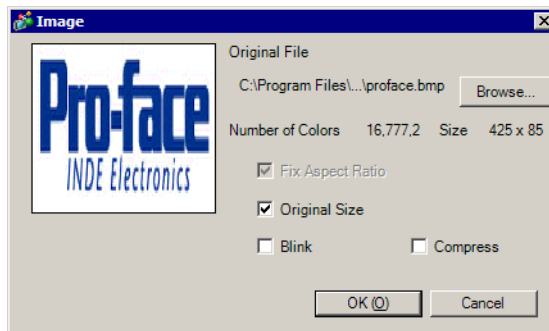 Image
Original File
Pro-face
INDE Electronics
C:\Program Files\...\proface.bmp
Browse...
Number of Colors 16,777,2 Size 425 x 85
Fix Aspect Ratio
Original Size
Blink Compress
OK (O) Cancel